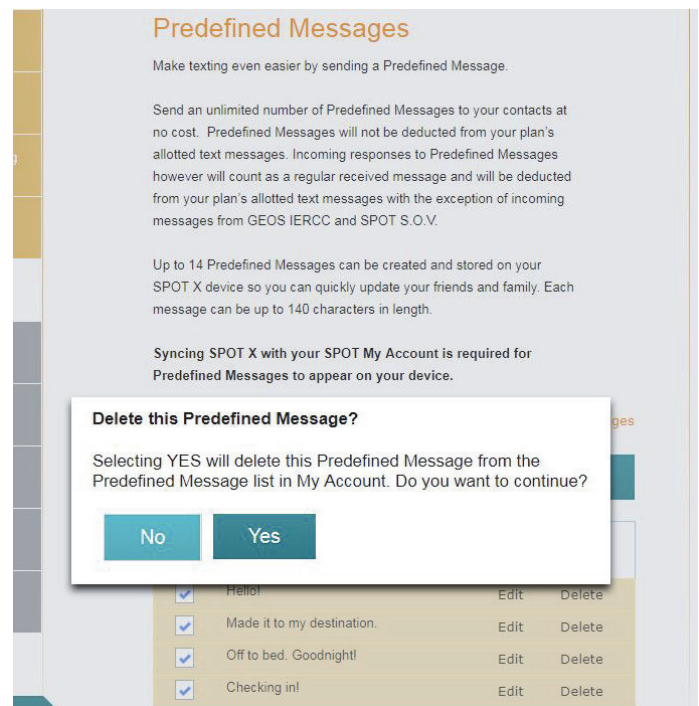 Predefined Messages
Make texting even easier by sending a Predefined Message.
Send an unlimited number of Predefined Messages to your contacts at
no cost. Predefined Messages will not be deducted from your plan's
allotted text messages. Incoming responses to Predefined Messages
however will count as a regular received message and will be deducted
from your plan's allotted text messages with the exception of incoming
messages from GEOS IERCC and SPOT S.O.V.
Up to 14 Predefined Messages can be created and stored on your
SPOT X device so you can quickly update your friends and family. Each
message can be up to 140 characters in length.
Syncing SPOT X with your SPOT My Account is required for
Predefined Messages to appear on your device.
Delete this Predefined Message?
Selecting YES will delete this Predefined Message from the
Predefined Message list in My Account. Do you want to continue?
No Yes
Hello! Edit Delete
Made it to my destination. Edit Delete
Off to bed. Goodnight! Edit Delete
Checking in! Edit Delete